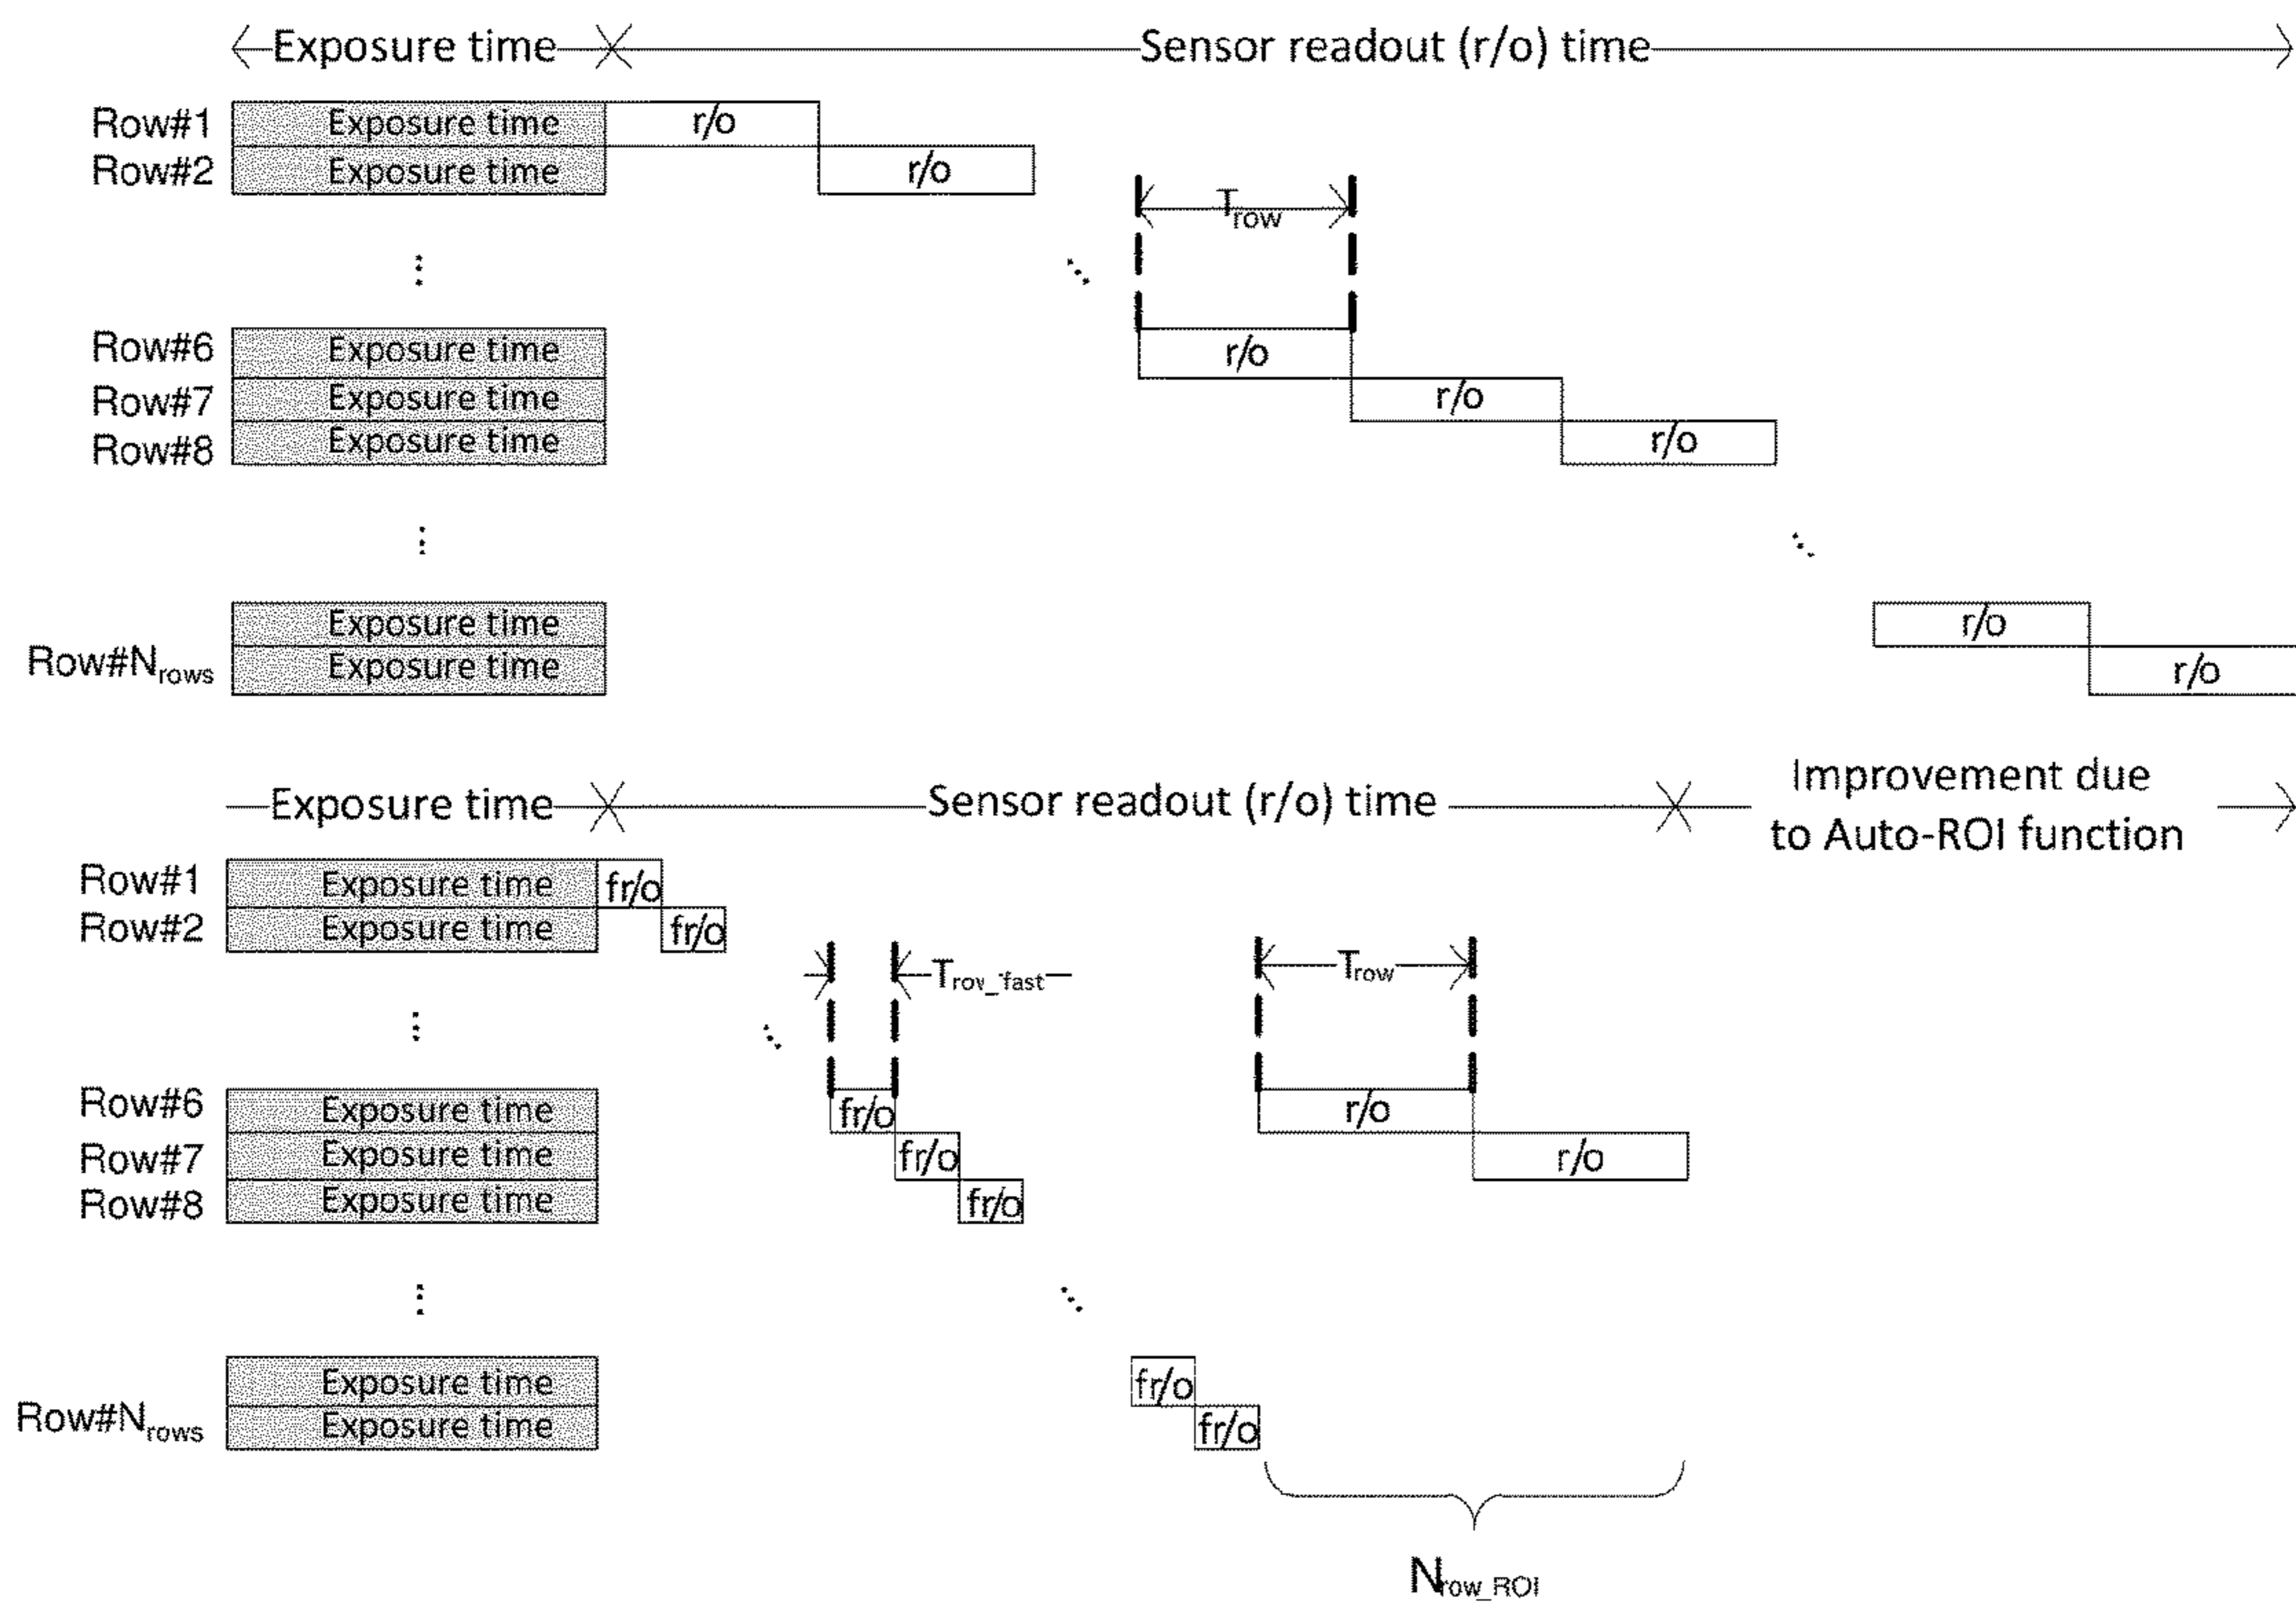 Exposure time Sensor readout (r/o) time
Row#1 Exposure time r/o
Row#2 Exposure time r/o
Trow
Row#6 Exposure time r/o
Row#7 Exposure time r/o
Row#8 Exposure time r/o
Exposure time r/o
Row#Nrows Exposure time r/o
Exposure time Sensor readout (r/o) time Improvement due
to Auto-ROI function
Row#1 Exposure time fr/o
Row#2 Exposure time fr/o
Trow_fast Trow
Row#6 Exposure time fr/o r/o
Row#7 Exposure time fr/o r/o
Row#8 Exposure time fr/o
Exposure time fr/o
Row#Nrows Exposure time fr/o
Nrow_ROI